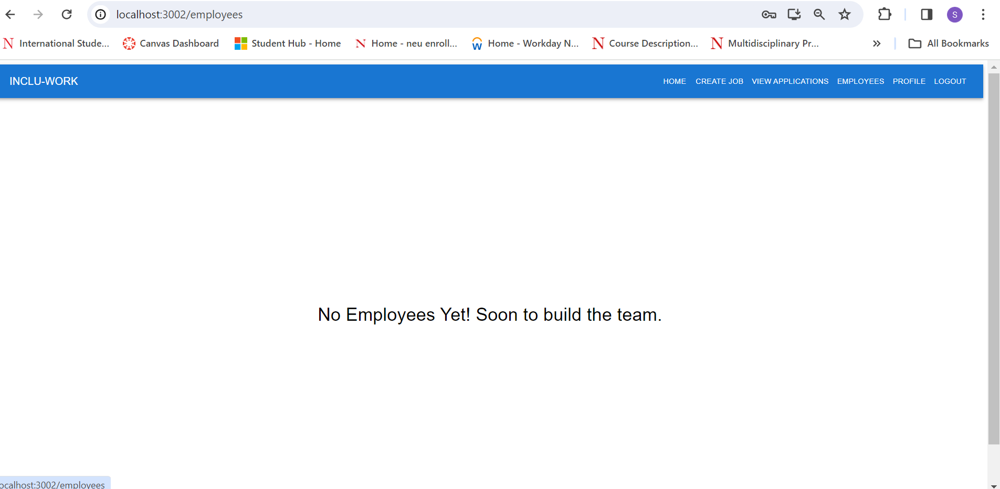 localhost:3002/employees
S
International Stude...
Canvas Dashboard
Student Hub - Home
Home - neu enroll...
Home - Workday N...
Course Description...
Multidisciplinary Pr...
All Bookmarks
INCLU-WORK
HOME
CREATE JOB
VIEW APPLICATIONS
EMPLOYEES
PROFILE
LOGOUT
No Employees Yet! Soon to build the team.
ocalhost:3002/employees